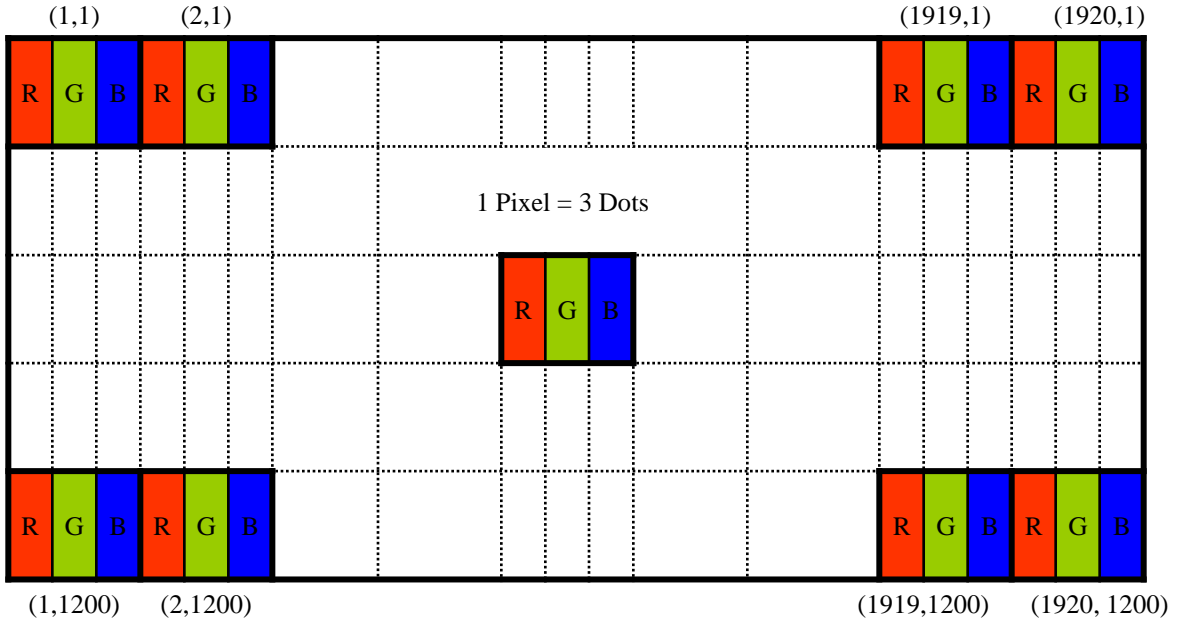 (1,1) (2,1) (1919,1) (1920,1)
R G B R G B R G B R G B
1 Pixel = 3 Dots
R G B
R G B R G B R G B R G B
(1,1200) (2,1200) (1919,1200) (1920, 1200)